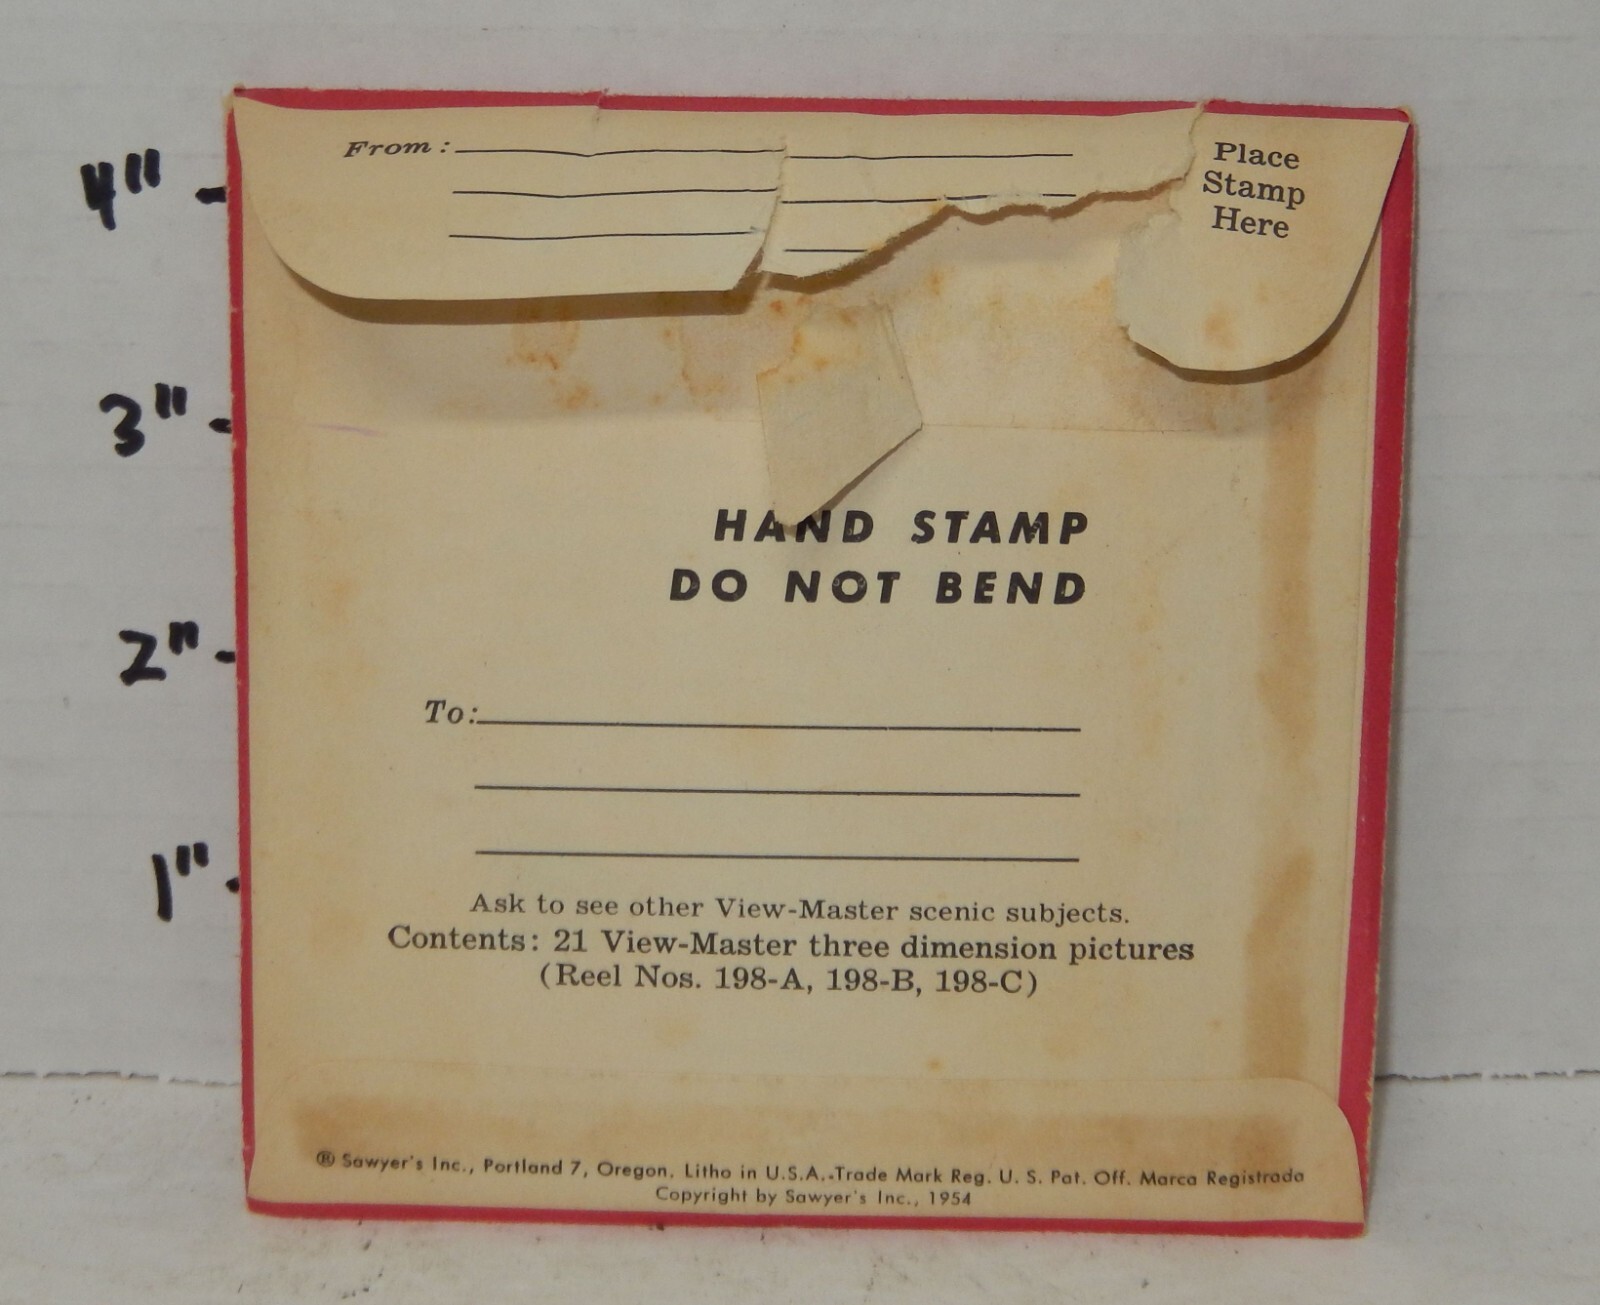 From:
Place
Stamp
Here
4"
3"
HAND STAMP
DO NOT BEND
2"
To:
1"
Ask to see other View-Master scenic subjects.
Contents: 21 View-Master three dimension pictures
(Reel Nos. 198-A, 198-B, 198-C)
® Sawyer's Inc., Portland 7, Oregon. Litho in U.S.A.-Trade Mark Reg. U. S. Pat. Off. Marca Registrada
Copyright by Sawyer's Inc., 1954